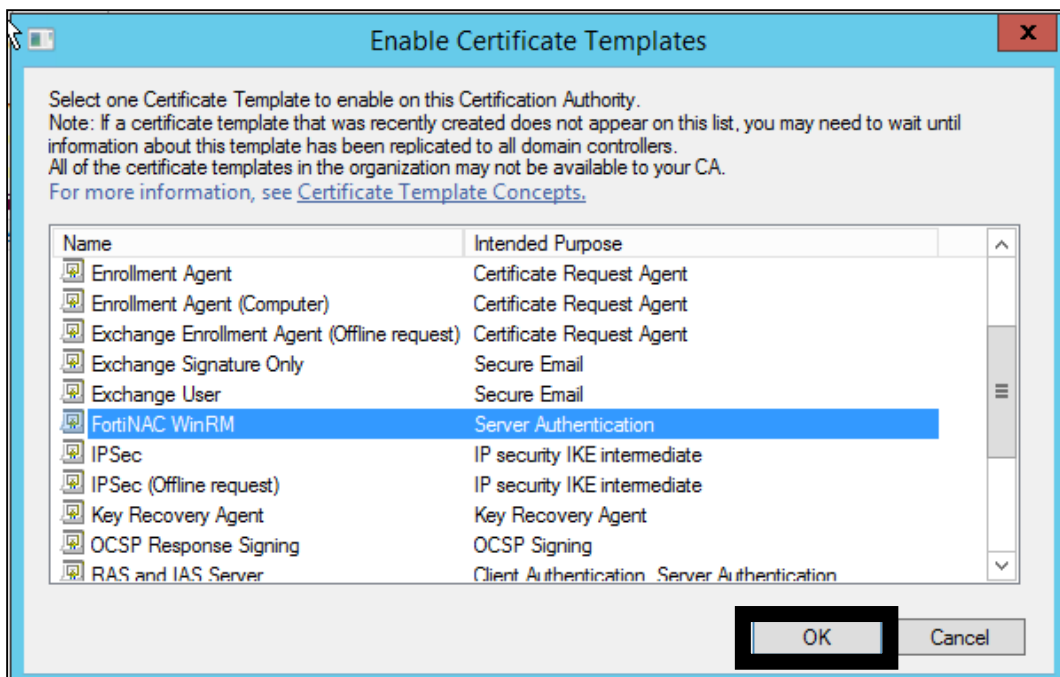 Enable Certificate Templates
x
Select one Certificate Template to enable on this Certification Authority.
Note: If a certificate template that was recently created does not appear on this list, you may need to wait until
information about this template has been replicated to all domain controllers.
All of the certificate templates in the organization may not be available to your CA.
For more information, see Certificate Template Concepts.
Name Intended Purpose
Enrollment Agent Certificate Request Agent
Enrollment Agent (Computer) Certificate Request Agent
Exchange Enrollment Agent (Offline request) Certificate Request Agent
Exchange Signature Only Secure Email
Exchange User Secure Email
FortiNAC WinRM Server Authentication
IPSec IP security IKE intermediate
IPSec (Offline request) IP security IKE intermediate
Key Recovery Agent Key Recovery Agent
OCSP Response Signing OCSP Signing
RAS and IAS Server Client Authentication, Server Authentication
OK Cancel